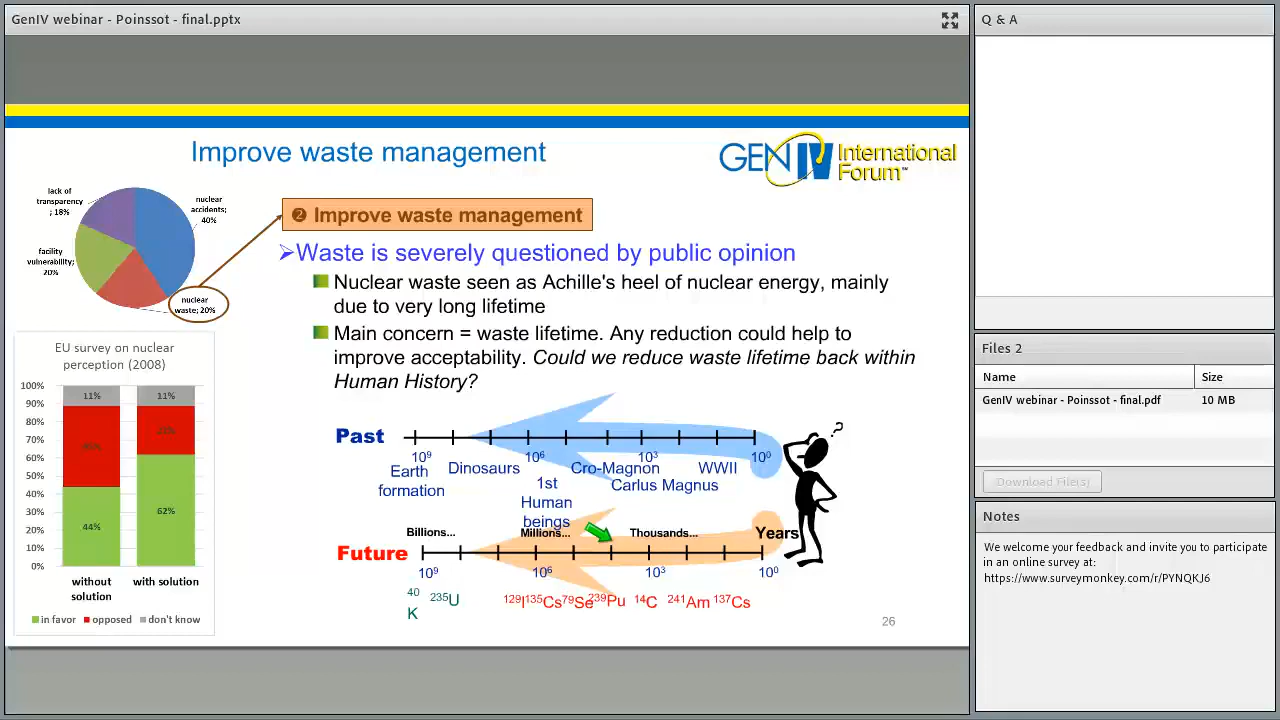 GenIV webinar - Poinssot - final.pptx
Improve waste management
GEN IV International
Forum™
lack of
transparency
; 18%
nuclear
accidents;
40%
facility
vulnerability;
20%
nuclear
waste; 20%
❷ Improve waste management
Waste is severely questioned by public opinion
Nuclear waste seen as Achille's heel of nuclear energy, mainly
due to very long lifetime
Main concern = waste lifetime. Any reduction could help to
improve acceptability. Could we reduce waste lifetime back within
Human History?
EU survey on nuclear
perception (2008)
100%
90%
80%
70%
60%
50%
40%
30%
20%
10%
0%
11%
11%
44%
62%
without
solution
with solution
in favor opposed don't know
Past
10⁹ 10⁶ 10³ 10⁰
Earth
formation
Dinosaurs
1st
Human
beings
Cro-Magnon
Carlus Magnus
WWII
?
Billions... Millions... Thousands... Years
Future
10⁹ 10⁶ 10³ 10⁰
⁴⁰
K
²³⁵U ¹²⁹I ¹³⁵Cs ⁷⁹Se ²³⁹Pu ¹⁴C ²⁴¹Am ¹³⁷Cs
26
Q & A
Files 2
Name Size
GenIV webinar - Poinssot - final.pdf 10 MB
Download File(s)
Notes
We welcome your feedback and invite you to participate
in an online survey at:
https://www.surveymonkey.com/r/PYNQKJ6